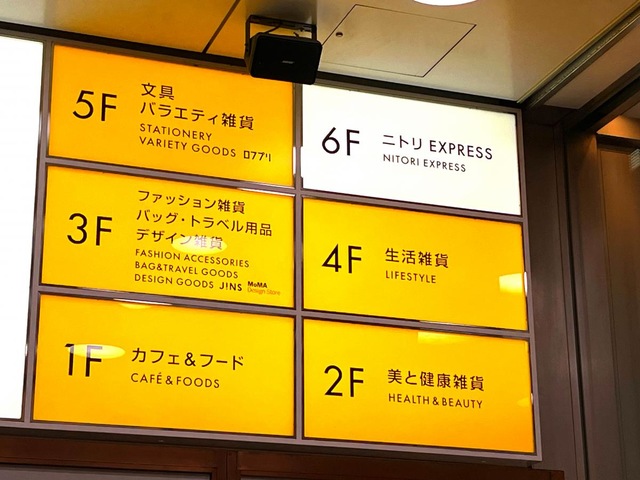 5F
文具
バラエティ雑貨
STATIONERY
VARIETY GOODS ロフプリ
6F
ニトリ EXPRESS
NITORI EXPRESS
3F
ファッション雑貨
バッグ・トラベル用品
デザイン雑貨
FASHION ACCESSORIES
BAG&TRAVEL GOODS
DESIGN GOODS J!NS MoMA
Design Store
4F
生活雑貨
LIFESTYLE
1F
カフェ&フード
CAFÉ & FOODS
2F
美と健康雑貨
HEALTH & BEAUTY